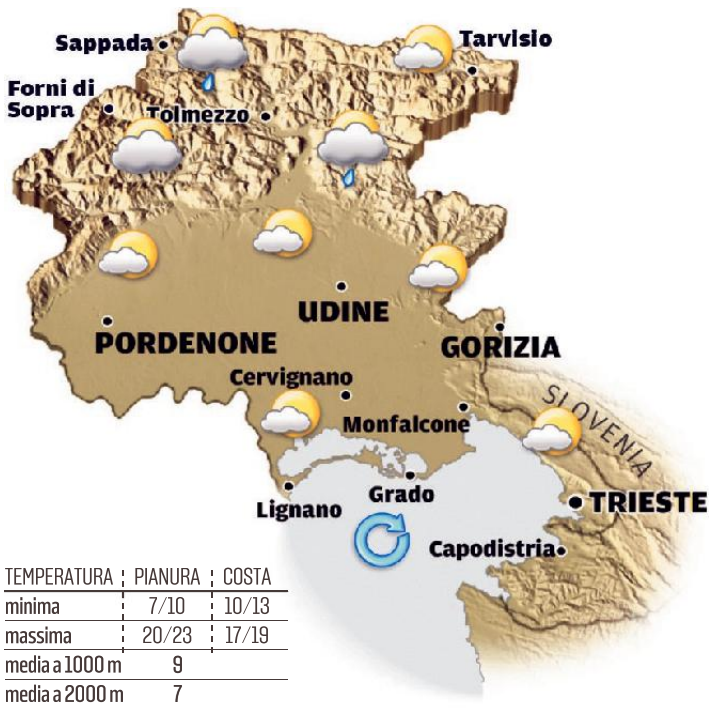 Sappada
Tarvisio
Forni di
Sopra
Tolmezzo
UDINE
PORDENONE
GORIZIA
Cervignano
Monfalcone
SLOVENIA
Lignano
Grado
TRIESTE
Capodistria
TEMPERATURA PIANURA COSTA
minima 7/10 10/13
massima 20/23 17/19
media a 1000 m 9
media a 2000 m 7